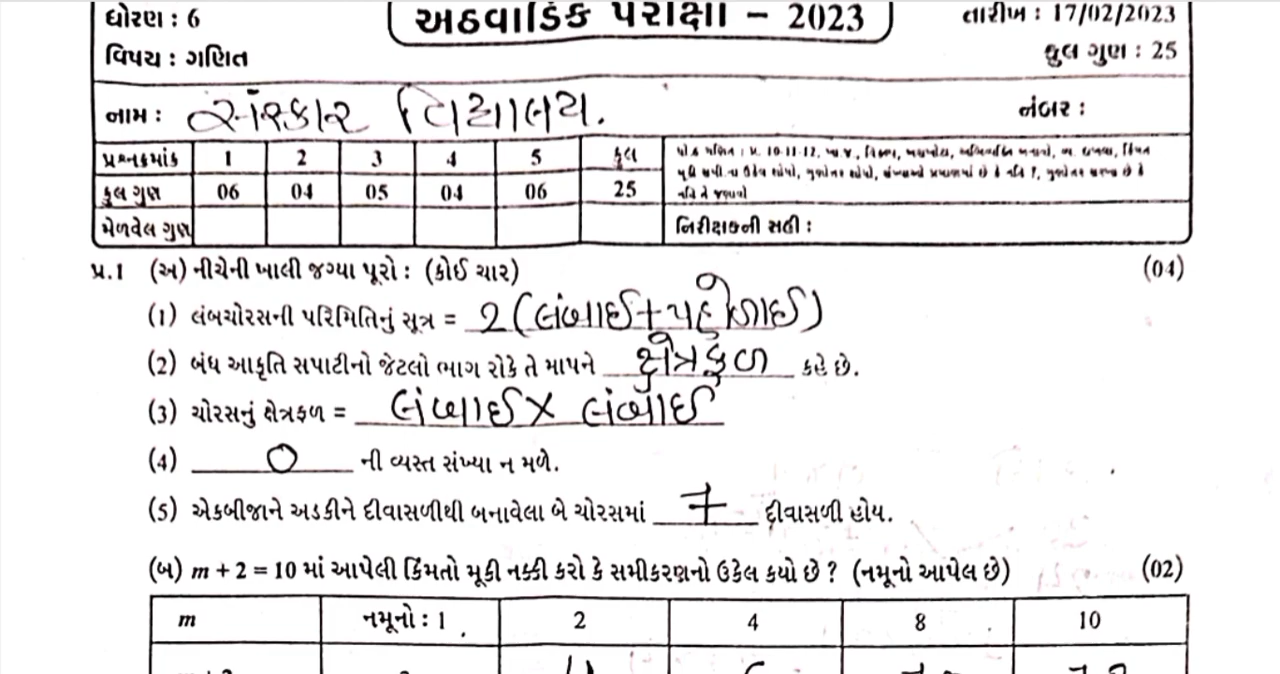 ધોરણ : 6
અઠવાડિક પરીક્ષા – 2023
તારીખ : 17/02/2023
વિષય : ગણિત
કુલ ગુણ : 25
નામ : સંસ્કાર વિદ્યાલય.
નંબર :
પ્રશ્નક્રમાંક 1 2 3 4 5 કુલ
કુલ ગુણ 06 04 05 04 06 25
મેળવેલ ગુણ
નિરીક્ષકની સહી :
પ્ર.1 (અ) નીચેની ખાલી જગ્યા પૂરો : (કોઈ ચાર) (04)
(1) લંબચોરસની પરિમિતિનું સૂત્ર = 2 (લંબાઈ+પહોળાઈ)
(2) બંધ આકૃતિ સપાટીનો જેટલો ભાગ રોકે તે માપને ક્ષેત્રફળ કહે છે.
(3) ચોરસનું ક્ષેત્રફળ = લંબાઈ × લંબાઈ
(4) 0 ની વ્યસ્ત સંખ્યા ન મળે.
(5) એકબીજાને અડકીને દીવાસળીથી બનાવેલા બે ચોરસમાં 7 દીવાસળી હોય.
(બ) m + 2 = 10 માં આપેલી કિંમતો મૂકી નક્કી કરો કે સમીકરણનો ઉકેલ કયો છે ? (નમૂનો આપેલ છે) (02)
m નમૂનો : 1 2 4 8 10